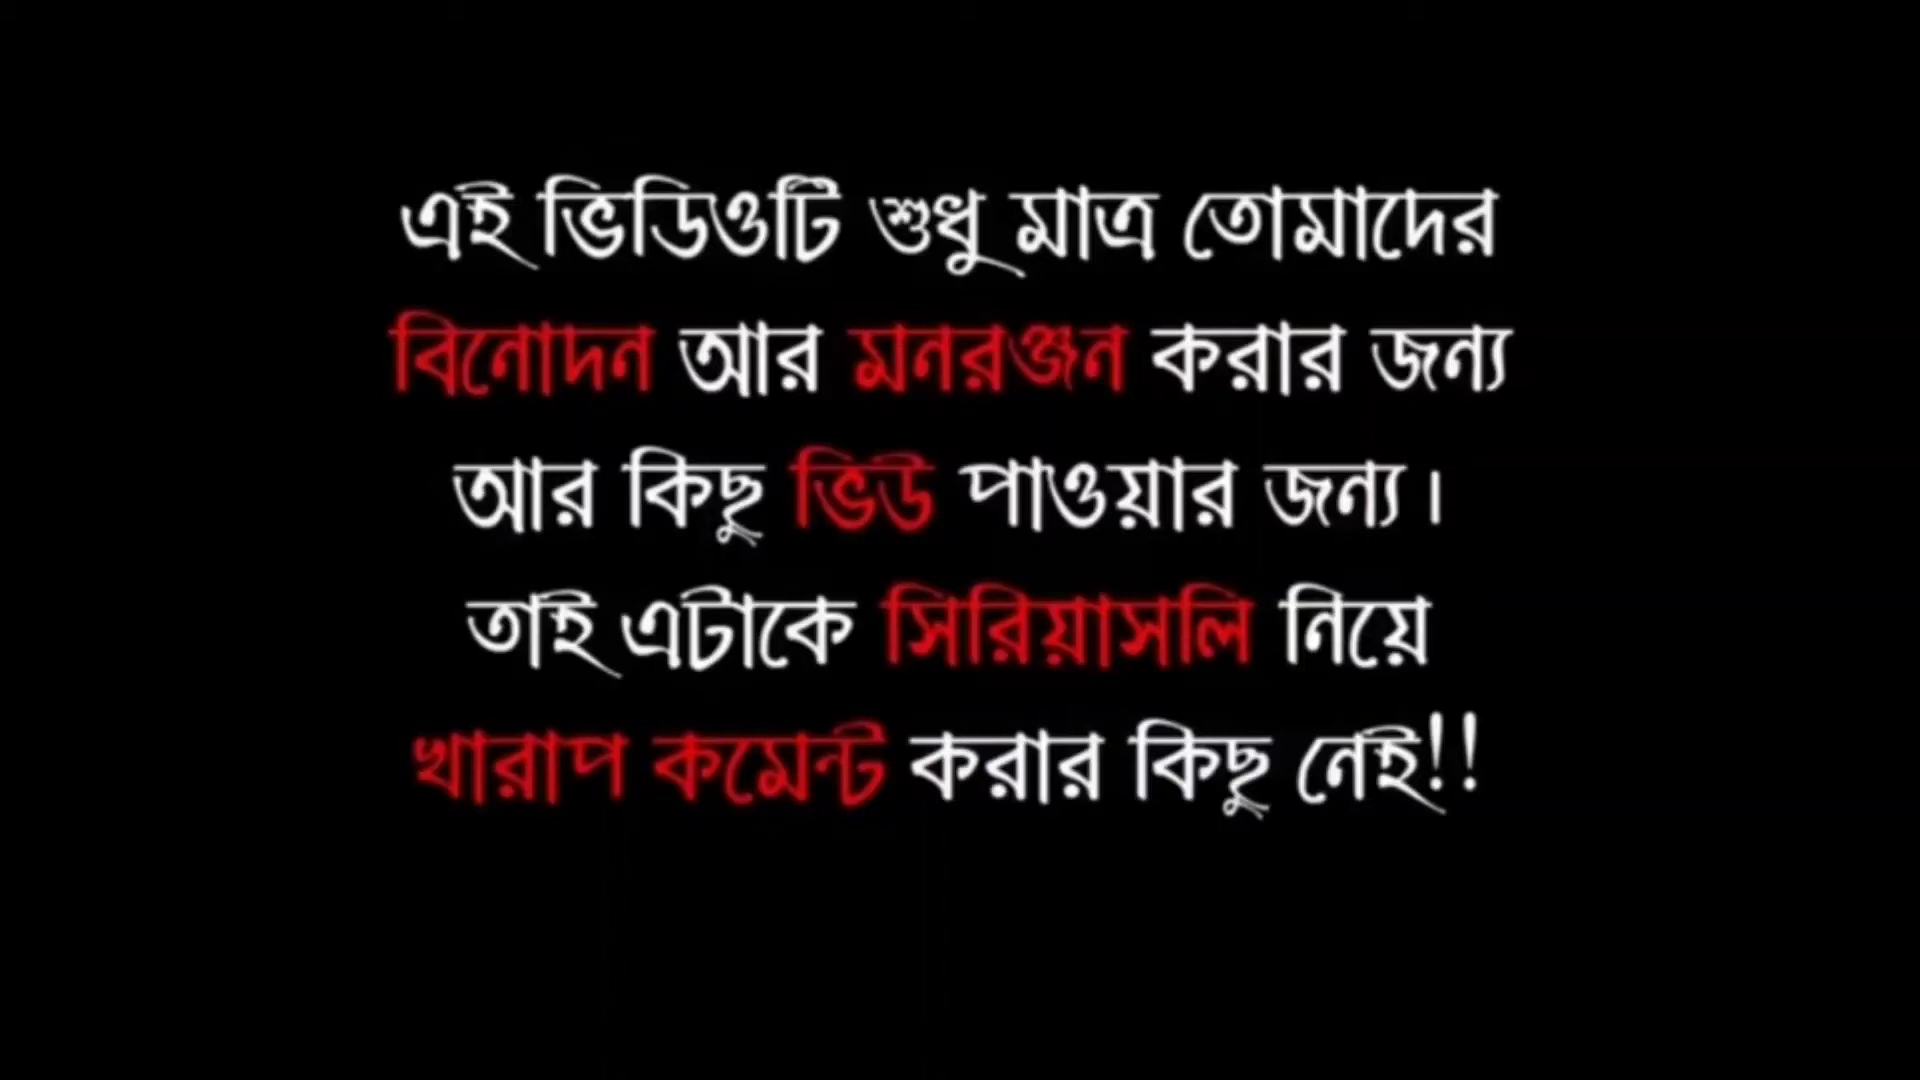 এই ভিডিওটি শুধু মাত্র তোমাদের
বিনোদন আর মনরঞ্জন করার জন্য
আর কিছু ভিউ পাওয়ার জন্য।
তাই এটাকে সিরিয়াসলি নিয়ে
খারাপ কমেন্ট করার কিছু নেই!!